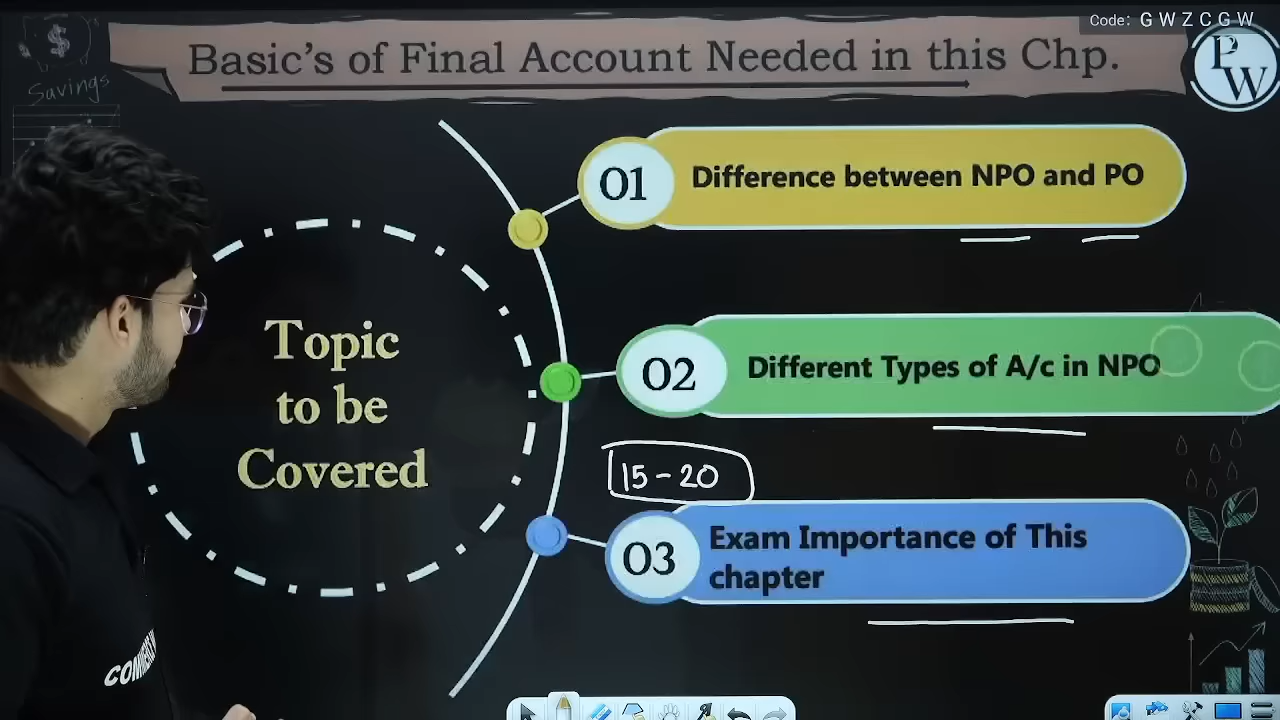 Code: G W Z C G W
Basic's of Final Account Needed in this Chp.
P
W
$
Savings
01
Difference between NPO and PO
Topic
to be
Covered
02
Different Types of A/c in NPO
15 - 20
03
Exam Importance of This
chapter